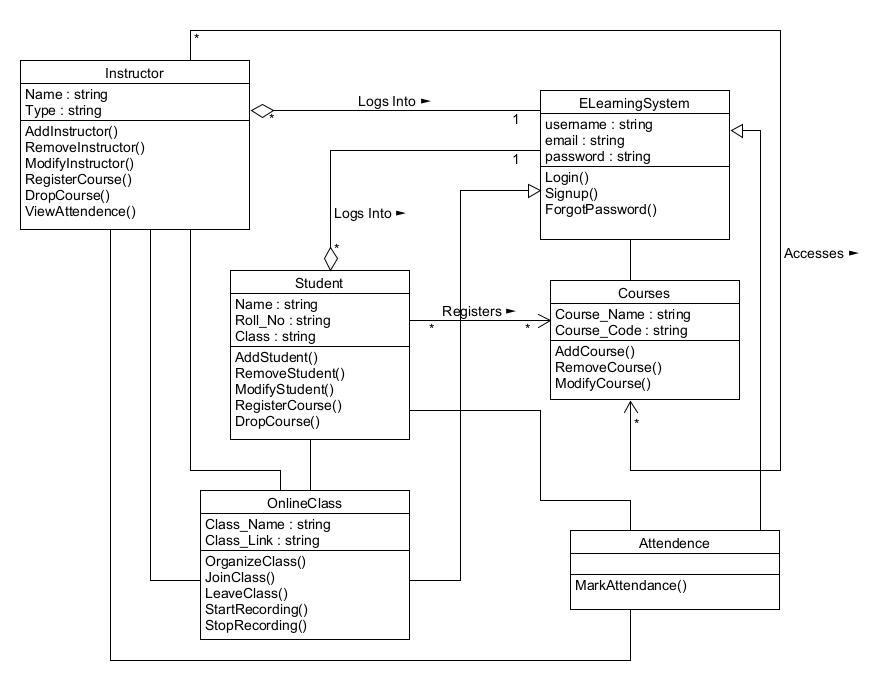 *
Instructor
Name : string
Type : string
AddInstructor()
RemoveInstructor()
ModifyInstructor()
RegisterCourse()
DropCourse()
ViewAttendence()
Logs Into ►
*
1
ELearningSystem
username : string
email : string
password : string
Login()
Signup()
ForgotPassword()
1
Logs Into ►
*
Accesses ►
Student
Name : string
Roll_No : string
Class : string
AddStudent()
RemoveStudent()
ModifyStudent()
RegisterCourse()
DropCourse()
Registers ►
*
*
Courses
Course_Name : string
Course_Code : string
AddCourse()
RemoveCourse()
ModifyCourse()
*
OnlineClass
Class_Name : string
Class_Link : string
OrganizeClass()
JoinClass()
LeaveClass()
StartRecording()
StopRecording()
Attendence
MarkAttendance()